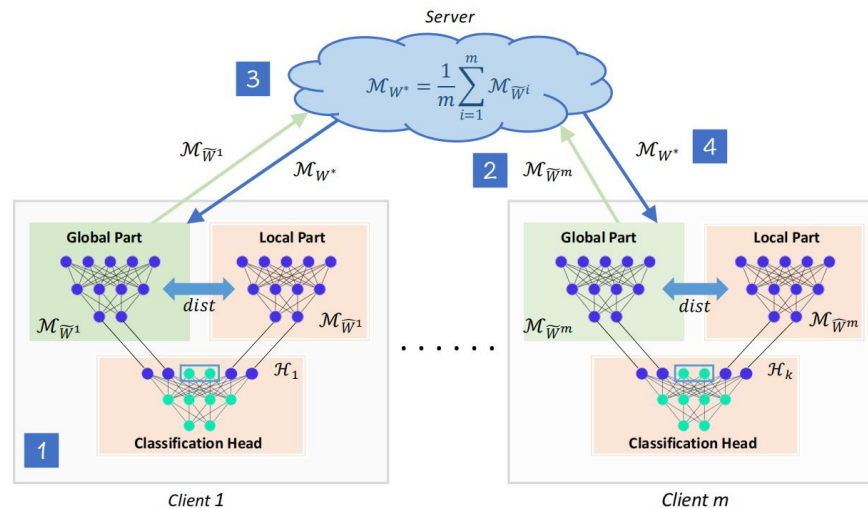 Server
3
$\mathcal{M}_{W^*} = \frac{1}{m} \sum_{i=1}^{m} \mathcal{M}_{\widetilde{W}^i}$
4
$\mathcal{M}_{\widetilde{W}^1}$
$\mathcal{M}_{W^*}$
2
$\mathcal{M}_{\widetilde{W}^m}$
$\mathcal{M}_{W^*}$
Global Part
Local Part
dist
$\mathcal{M}_{\widetilde{W}^1}$
$\mathcal{M}_{\widetilde{W}^1}$
$\mathcal{H}_1$
Classification Head
1
Client 1
. . . . . .
Global Part
Local Part
dist
$\mathcal{M}_{\widetilde{W}^m}$
$\mathcal{M}_{\widetilde{W}^m}$
$\mathcal{H}_k$
Classification Head
Client m